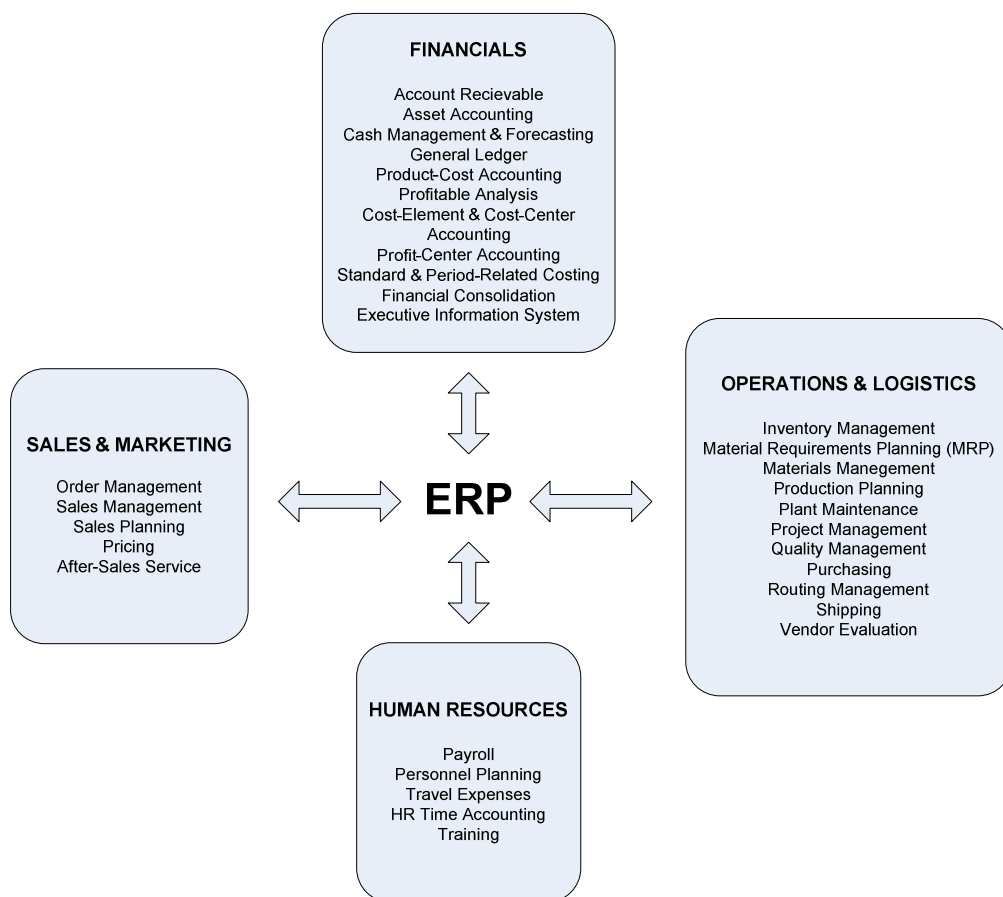 FINANCIALS
Account Recievable
Asset Accounting
Cash Management & Forecasting
General Ledger
Product-Cost Accounting
Profitable Analysis
Cost-Element & Cost-Center
Accounting
Profit-Center Accounting
Standard & Period-Related Costing
Financial Consolidation
Executive Information System
SALES & MARKETING
Order Management
Sales Management
Sales Planning
Pricing
After-Sales Service
ERP
OPERATIONS & LOGISTICS
Inventory Management
Material Requirements Planning (MRP)
Materials Manegement
Production Planning
Plant Maintenance
Project Management
Quality Management
Purchasing
Routing Management
Shipping
Vendor Evaluation
HUMAN RESOURCES
Payroll
Personnel Planning
Travel Expenses
HR Time Accounting
Training